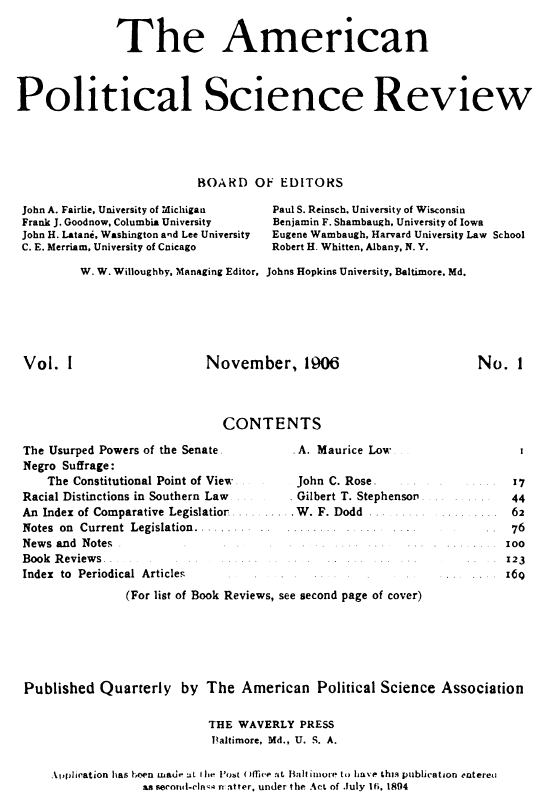 The American
Political Science Review
BOARD OF EDITORS
John A. Fairlie, University of Michigan
Frank J. Goodnow, Columbia University
John H. Latané, Washington and Lee University
C. E. Merriam, University of Chicago
Paul S. Reinsch, University of Wisconsin
Benjamin F. Shambaugh, University of Iowa
Eugene Wambaugh, Harvard University Law School
Robert H. Whitten, Albany, N. Y.
W. W. Willoughby, Managing Editor, Johns Hopkins University, Baltimore, Md.
Vol. I November, 1906 No. 1
CONTENTS
The Usurped Powers of the Senate A. Maurice Low 1
Negro Suffrage:
The Constitutional Point of View John C. Rose 17
Racial Distinctions in Southern Law Gilbert T. Stephenson 44
An Index of Comparative Legislation W. F. Dodd 62
Notes on Current Legislation 76
News and Notes 100
Book Reviews 123
Index to Periodical Articles 169
(For list of Book Reviews, see second page of cover)
Published Quarterly by The American Political Science Association
THE WAVERLY PRESS
Baltimore, Md., U. S. A.
Application has been made at the Post Office at Baltimore to have this publication entered
as second-class matter, under the Act of July 16, 1894